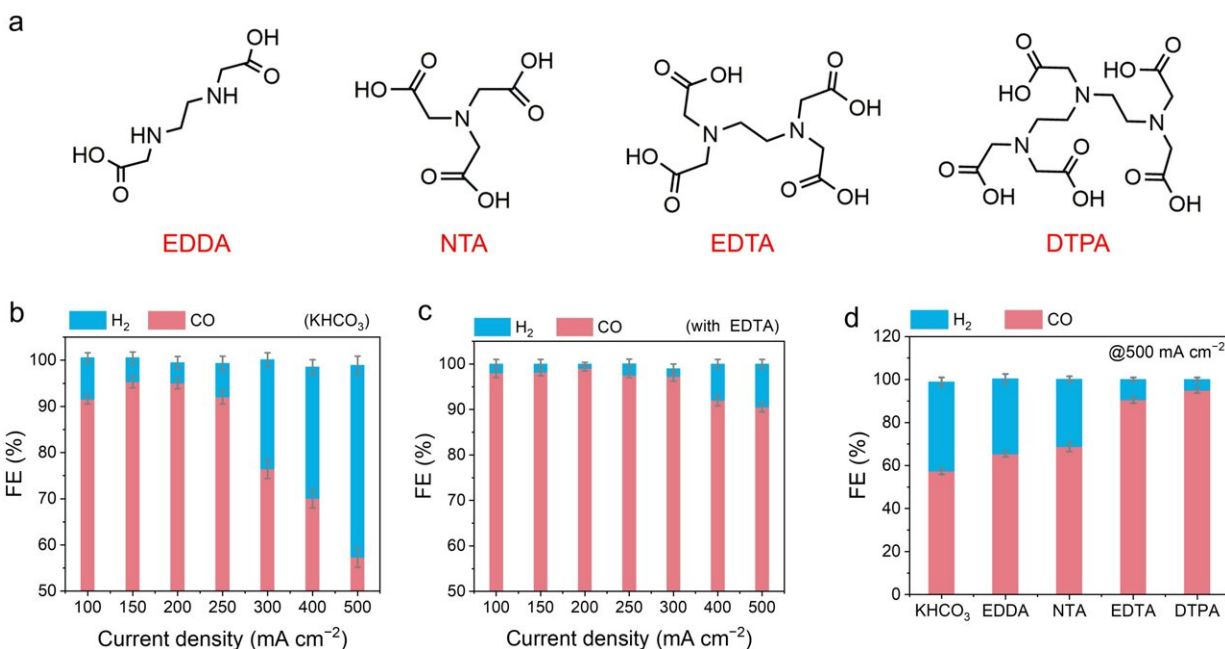 a
OH
O
NH
HN
HO
O
EDDA
OH
O
N
OH
O
O
OH
NTA
OH
O
N
HO
O
N
O
OH
O
OH
EDTA
O
OH
N
N
O
OH
O
OH
N
O
OH
O
OH
DTPA
b
H₂ CO (KHCO₃)
FE (%)
100
90
80
70
60
50
100 150 200 250 300 400 500
Current density (mA cm⁻²)
c
H₂ CO (with EDTA)
FE (%)
100
90
80
70
60
50
100 150 200 250 300 400 500
Current density (mA cm⁻²)
d
H₂ CO
@500 mA cm⁻²
FE (%)
120
100
80
60
40
20
0
KHCO₃ EDDA NTA EDTA DTPA